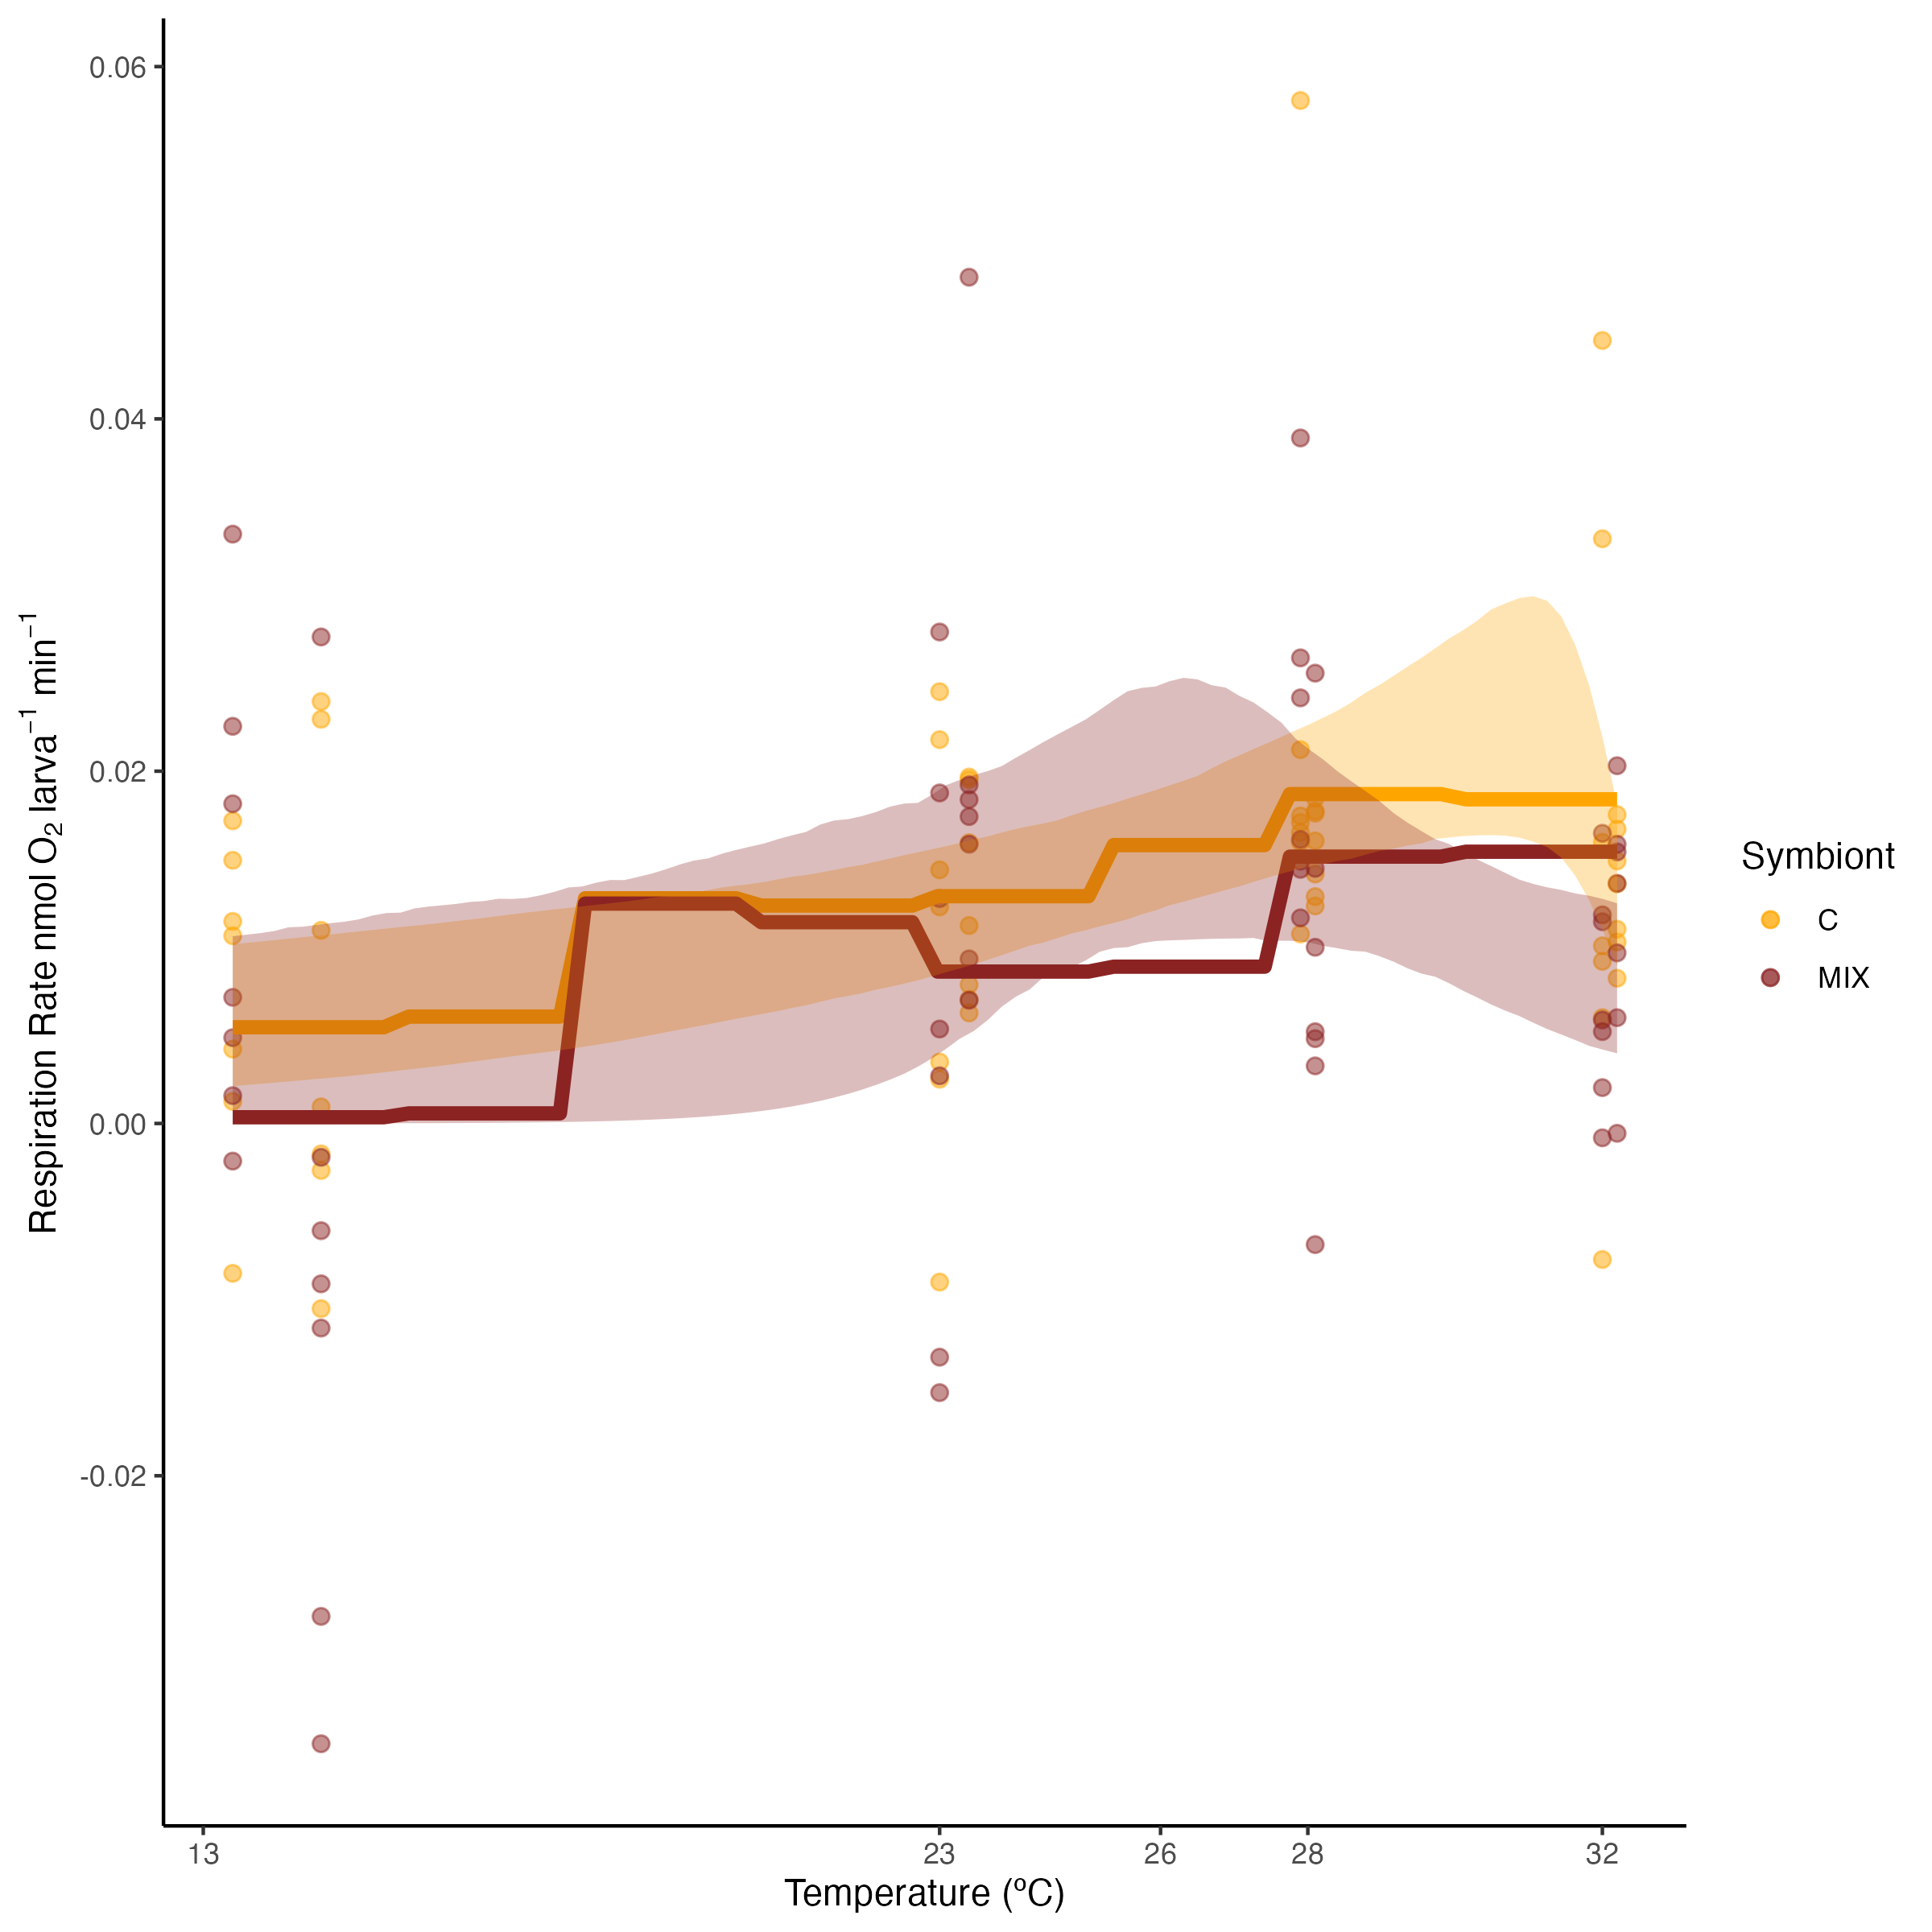 0.06
0.04
0.02
0.00
-0.02
Respiration Rate nmol O₂ larva⁻¹ min⁻¹
13
23
26
28
32
Temperature (ºC)
Symbiont
C
MIX